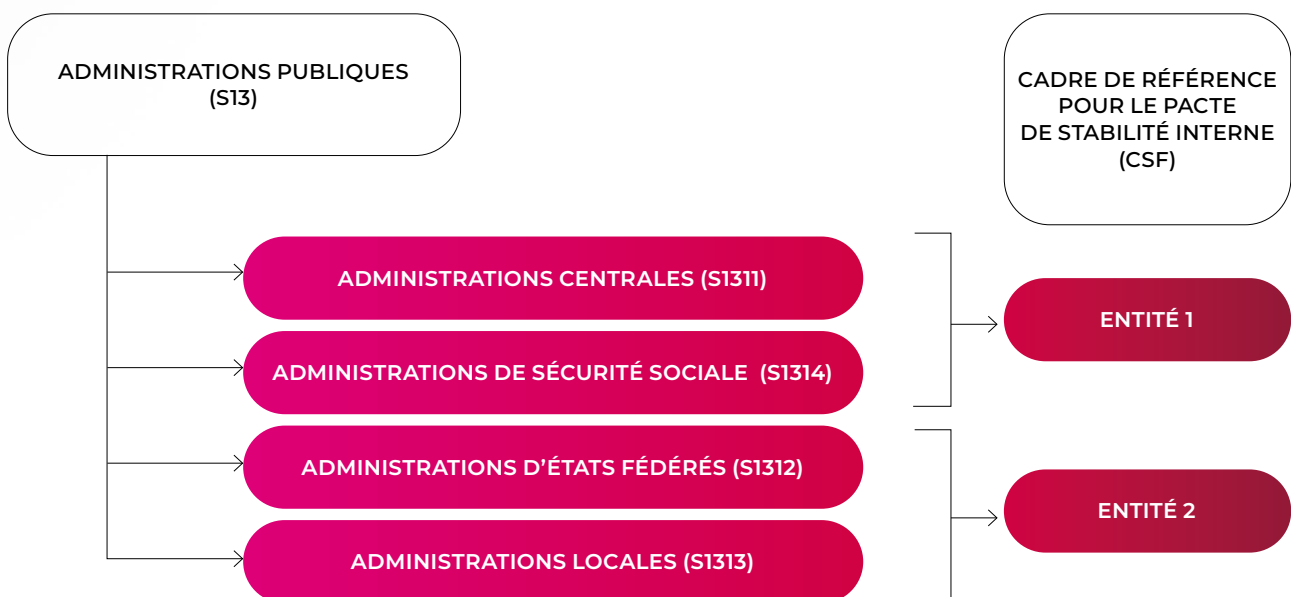 ADMINISTRATIONS PUBLIQUES
(S13)
CADRE DE RÉFÉRENCE
POUR LE PACTE
DE STABILITÉ INTERNE
(CSF)
ADMINISTRATIONS CENTRALES (S1311)
ADMINISTRATIONS DE SÉCURITÉ SOCIALE (S1314)
ENTITÉ 1
ADMINISTRATIONS D’ÉTATS FÉDÉRÉS (S1312)
ADMINISTRATIONS LOCALES (S1313)
ENTITÉ 2